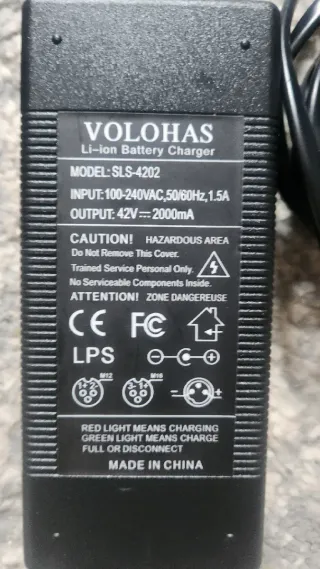 VOLOHAS
Li-ion Battery Charger
MODEL: SLS-4202
INPUT:100-240VAC,50/60Hz,1.5A
OUTPUT: 42V⎓2000mA
CAUTION! HAZARDOUS AREA
Do Not Remove This Cover.
Trained Service Personal Only.
No Serviceable Components Inside.
ATTENTION! ZONE DANGEREUSE
CE FC
LPS
M12 M16
RED LIGHT MEANS CHARGING
GREEN LIGHT MEANS CHARGE
FULL OR DISCONNECT
MADE IN CHINA